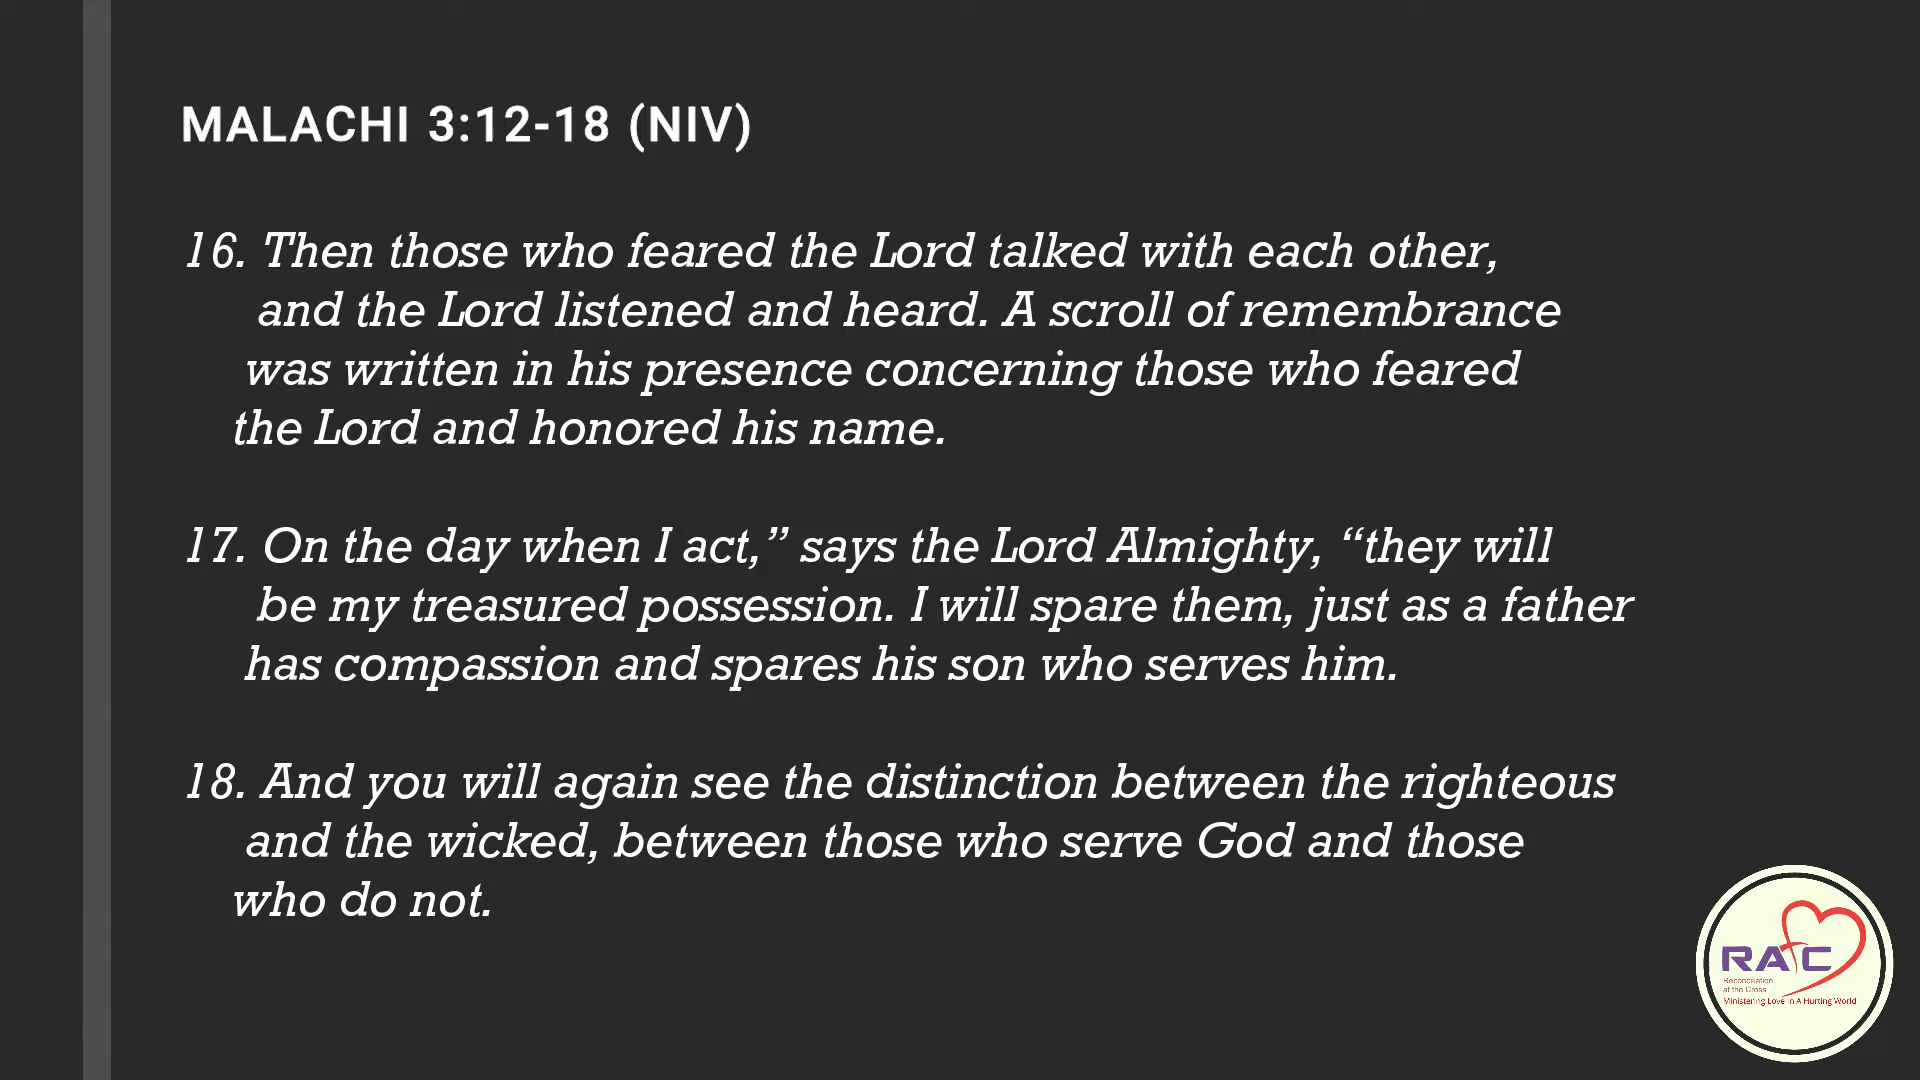 MALACHI 3:12-18 (NIV)
16. Then those who feared the Lord talked with each other,
and the Lord listened and heard. A scroll of remembrance
was written in his presence concerning those who feared
the Lord and honored his name.
17. On the day when I act,” says the Lord Almighty, “they will
be my treasured possession. I will spare them, just as a father
has compassion and spares his son who serves him.
18. And you will again see the distinction between the righteous
and the wicked, between those who serve God and those
who do not.
RAtC
Reconciliation
at the Cross
Ministering Love In A Hurting World